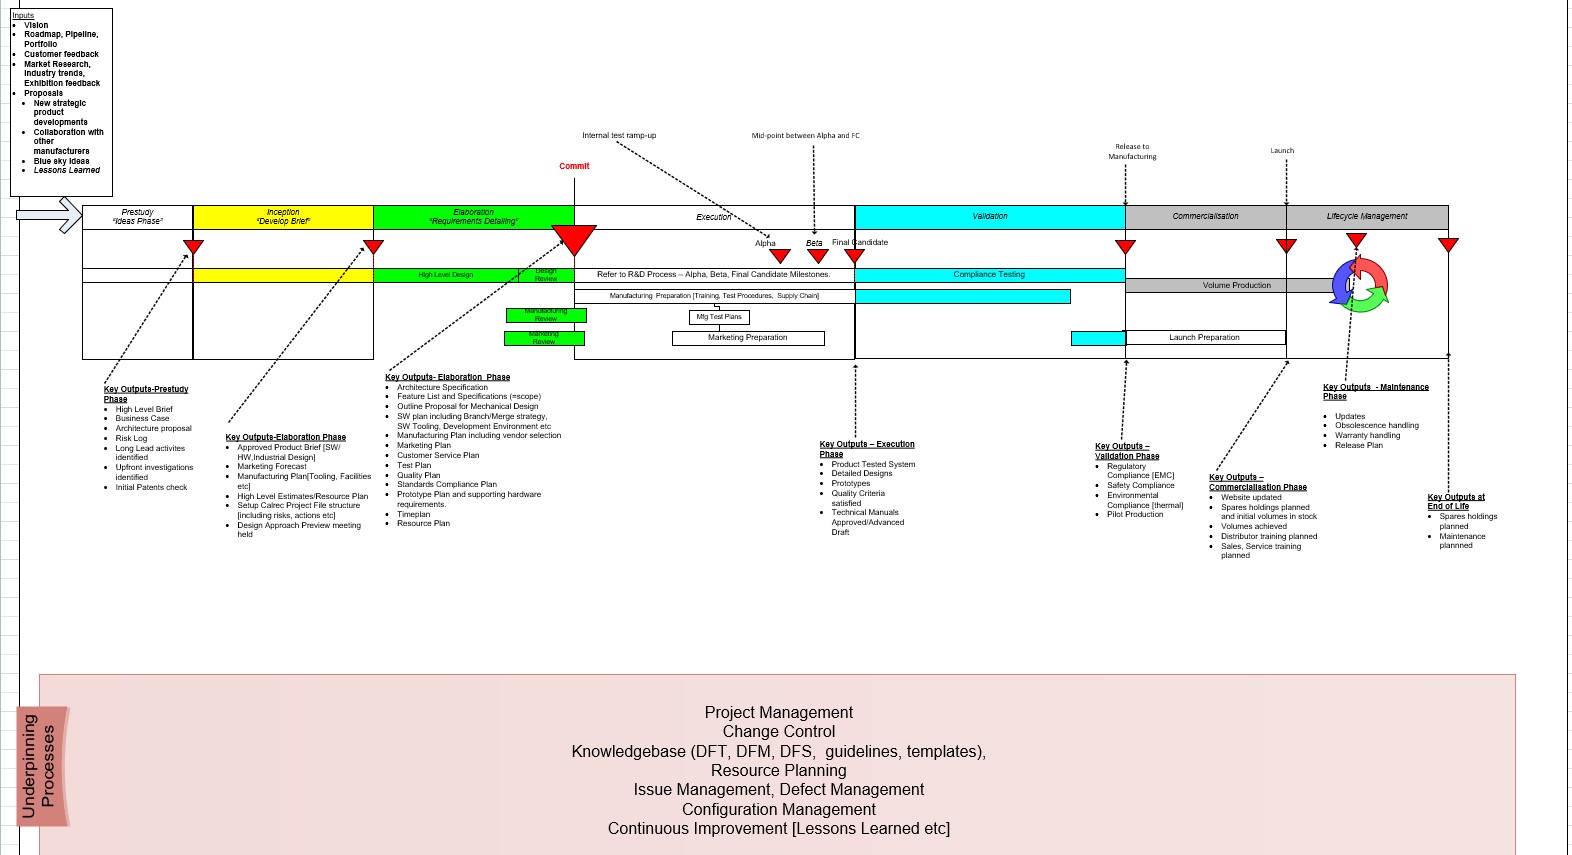 Inputs
• Vision
• Roadmap, Pipeline,
Portfolio
• Customer feedback
• Market Research,
Industry trends,
Exhibition feedback
• Proposals
• New strategic
product
developments
• Collaboration with
other
manufacturers
• Blue sky ideas
• Lessons Learned
Internal test ramp-up
Mid-point between Alpha and FC
Release to
Manufacturing
Launch
Commit
Prestudy
"Ideas Phase"
Inception
"Develop Brief"
Elaboration
"Requirements Detailing"
Execution
Validation
Commercialisation
Lifecycle Management
Alpha
Beta
Final Candidate
High Level Design
Design
Review
Refer to R&D Process – Alpha, Beta, Final Candidate Milestones.
Compliance Testing
Volume Production
Manufacturing Preparation [Training, Test Procedures, Supply Chain]
Manufacturing
Review
Mfg Test Plans
Marketing
Review
Marketing Preparation
Launch Preparation
Key Outputs-Prestudy
Phase
• High Level Brief
• Business Case
• Architecture proposal
• Risk Log
• Long Lead activites
identified
• Upfront investigations
identified
• Initial Patents check
Key Outputs-Elaboration Phase
• Approved Product Brief [SW/
HW,Industrial Design]
• Marketing Forecast
• Manufacturing Plan[Tooling, Facilities
etc]
• High Level Estimates/Resource Plan
• Setup Calrec Project File structure
[including risks, actions etc]
• Design Approach Preview meeting
held
Key Outputs- Elaboration Phase
• Architecture Specification
• Feature List and Specifications (=scope)
• Outline Proposal for Mechanical Design
• SW plan including Branch/Merge strategy,
SW Tooling, Development Environment etc
• Manufacturing Plan including vendor selection
• Marketing Plan
• Customer Service Plan
• Test Plan
• Quality Plan
• Standards Compliance Plan
• Prototype Plan and supporting hardware
requirements.
• Timeplan
• Resource Plan
Key Outputs – Execution
Phase
• Product Tested System
• Detailed Designs
• Prototypes
• Quality Criteria
satisfied
• Technical Manuals
Approved/Advanced
Draft
Key Outputs –
Validation Phase
• Regulatory
Compliance [EMC]
• Safety Compliance
• Environmental
Compliance [thermal]
• Pilot Production
Key Outputs –
Commercialisation Phase
• Website updated
• Spares holdings planned
and initial volumes in stock
• Volumes achieved
• Distributor training planned
• Sales, Service training
planned
Key Outputs - Maintenance
Phase
• Updates
• Obsolescence handling
• Warranty handling
• Release Plan
Key Outputs at
End of Life
• Spares holdings
planned
• Maintenance
plannned
Underpinning
Processes
Project Management
Change Control
Knowledgebase (DFT, DFM, DFS, guidelines, templates),
Resource Planning
Issue Management, Defect Management
Configuration Management
Continuous Improvement [Lessons Learned etc]